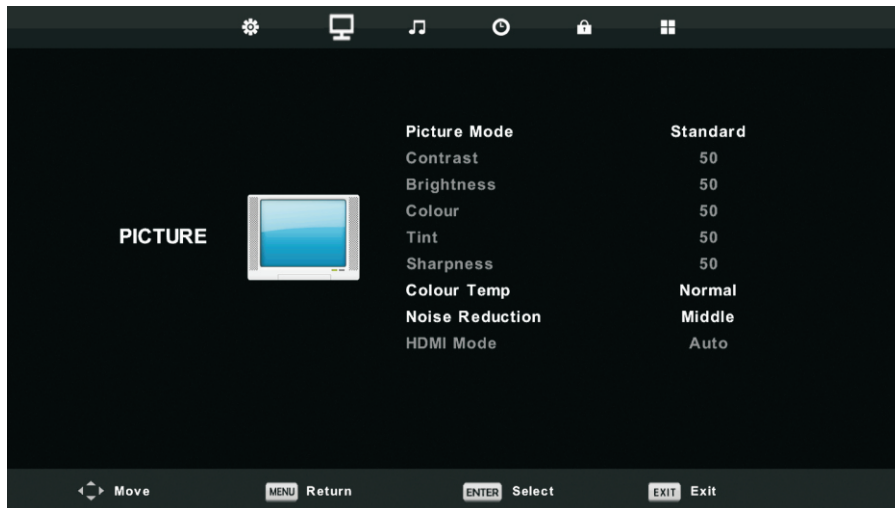 Picture Mode Standard
Contrast 50
Brightness 50
Colour 50
PICTURE
Tint 50
Sharpness 50
Colour Temp Normal
Noise Reduction Middle
HDMI Mode Auto
Move MENU Return ENTER Select EXIT Exit